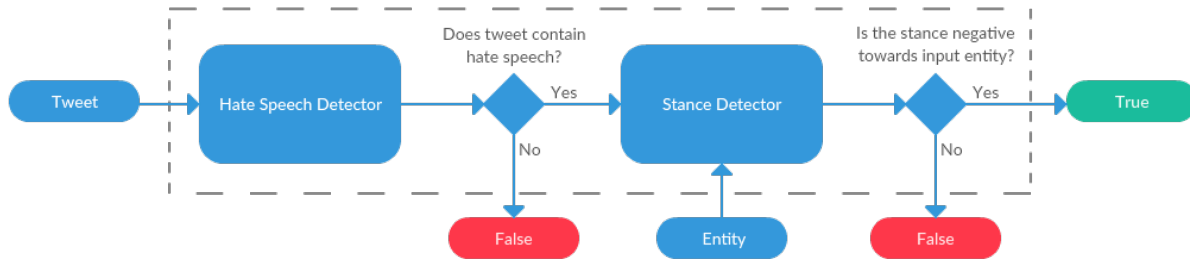 Does tweet contain
hate speech?
Is the stance negative
towards input entity?
Tweet
Hate Speech Detector
Yes
Stance Detector
Yes
True
No
No
False
Entity
False